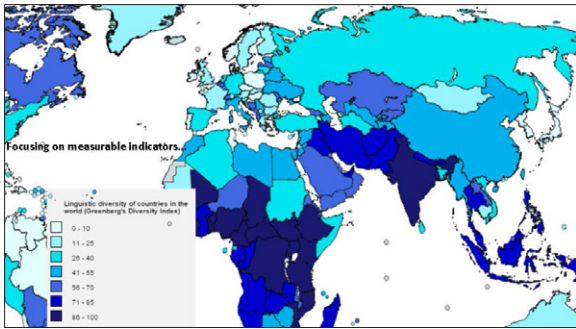 Focusing on measurable indicators..
Linguistic diversity of countries in the
world (Greenberg's Diversity Index)
0 - 10
11 - 25
26 - 40
41 - 55
56 - 70
71 - 85
86 - 100